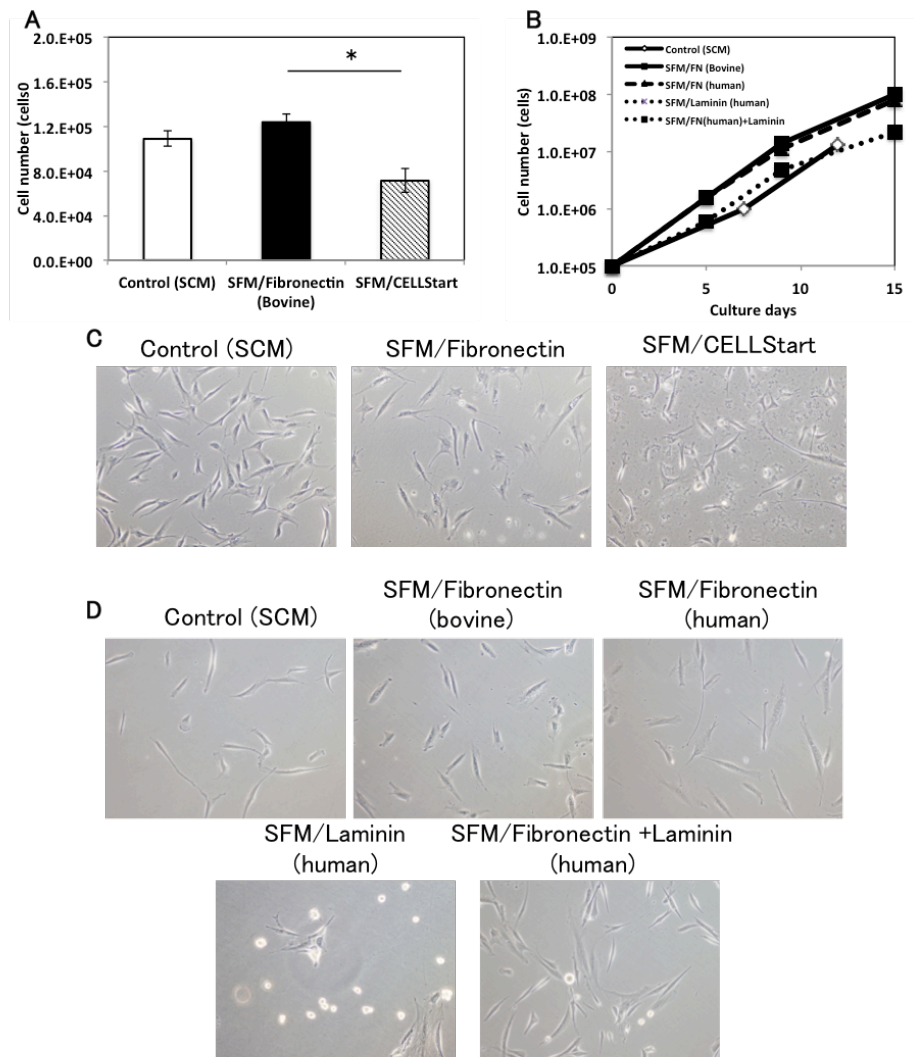 A
2.0.E+05
1.6.E+05
1.2.E+05
8.0.E+04
4.0.E+04
0.0.E+00
Cell number (cells0
*
Control (SCM)
SFM/Fibronectin
(Bovine)
SFM/CELLStart
B
1.0.E+09
1.0.E+08
1.0.E+07
1.0.E+06
1.0.E+05
Cell number (cells)
Control (SCM)
SFM/FN (Bovine)
SFM/FN (human)
SFM/Laminin (human)
SFM/FN(human)+Laminin
0
5
10
15
Culture days
C
Control (SCM)
SFM/Fibronectin
SFM/CELLStart
D
Control (SCM)
SFM/Fibronectin
(bovine)
SFM/Fibronectin
(human)
SFM/Laminin
(human)
SFM/Fibronectin +Laminin
(human)